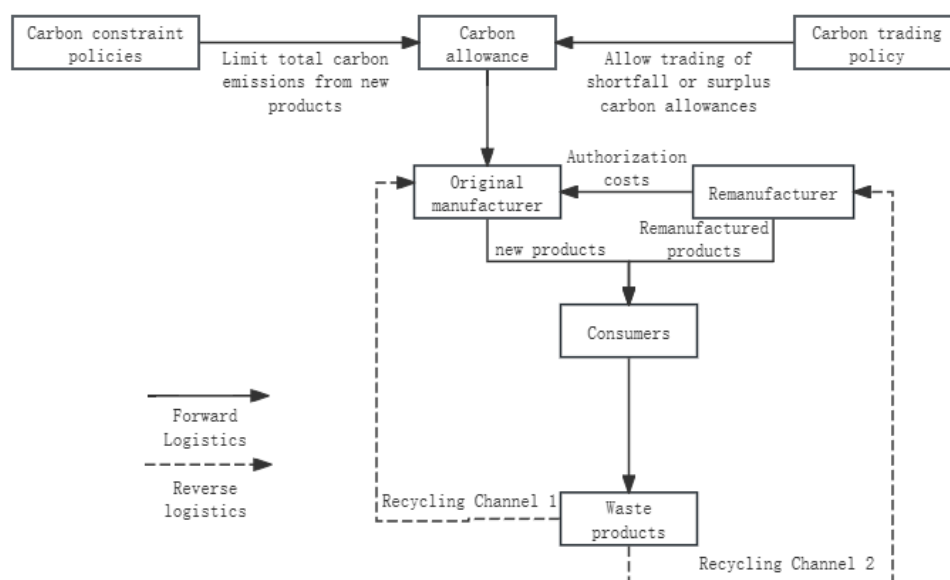 Carbon constraint
policies
Limit total carbon
emissions from new
products
Carbon
allowance
Allow trading of
shortfall or surplus
carbon allowances
Carbon trading
policy
Original
manufacturer
Authorization
costs
Remanufacturer
new products
Remanufactured
products
Consumers
Forward
Logistics
Reverse
logistics
Recycling Channel 1
Waste
products
Recycling Channel 2